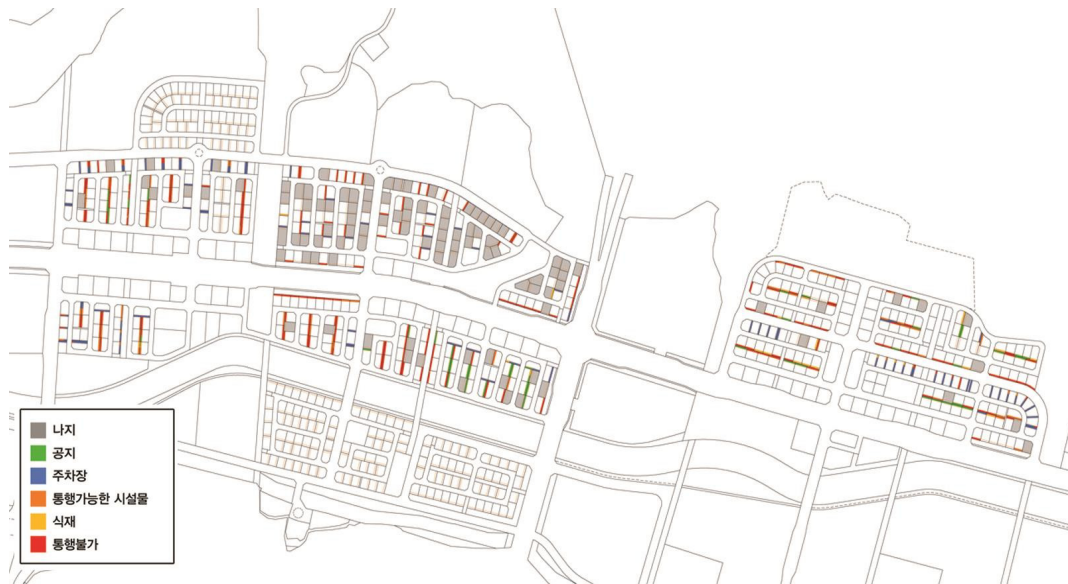 나지
공지
주차장
통행가능한 시설물
식재
통행불가